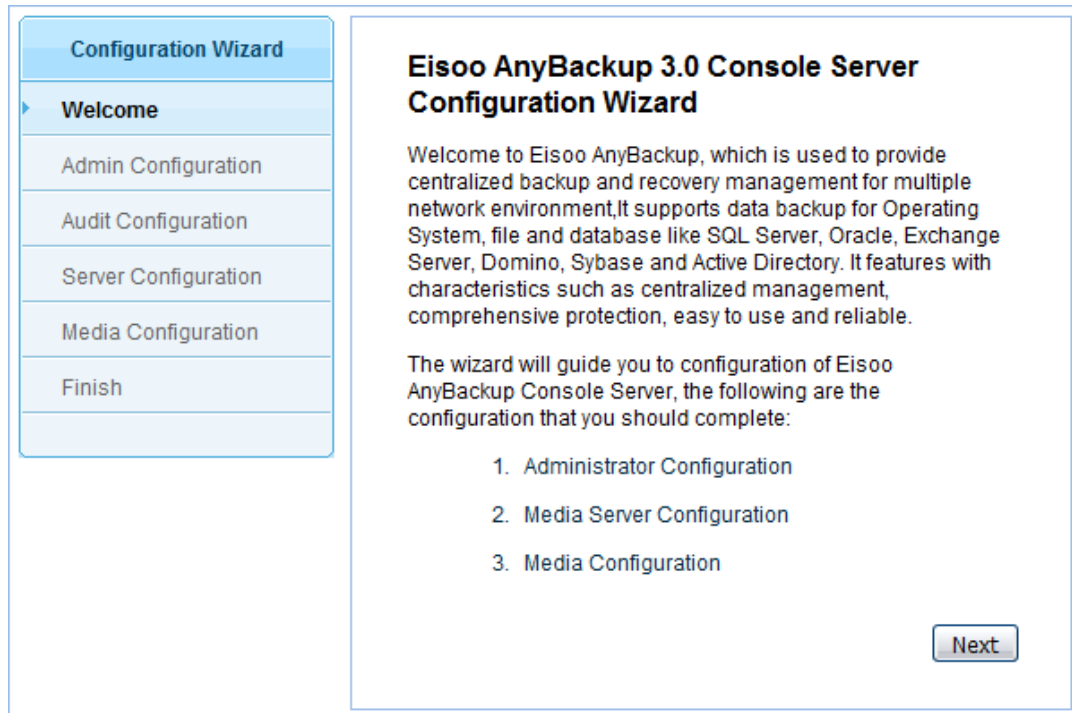 Configuration Wizard
Welcome
Admin Configuration
Audit Configuration
Server Configuration
Media Configuration
Finish
Eisoo AnyBackup 3.0 Console Server
Configuration Wizard
Welcome to Eisoo AnyBackup, which is used to provide
centralized backup and recovery management for multiple
network environment,It supports data backup for Operating
System, file and database like SQL Server, Oracle, Exchange
Server, Domino, Sybase and Active Directory. It features with
characteristics such as centralized management,
comprehensive protection, easy to use and reliable.
The wizard will guide you to configuration of Eisoo
AnyBackup Console Server, the following are the
configuration that you should complete:
1. Administrator Configuration
2. Media Server Configuration
3. Media Configuration
Next